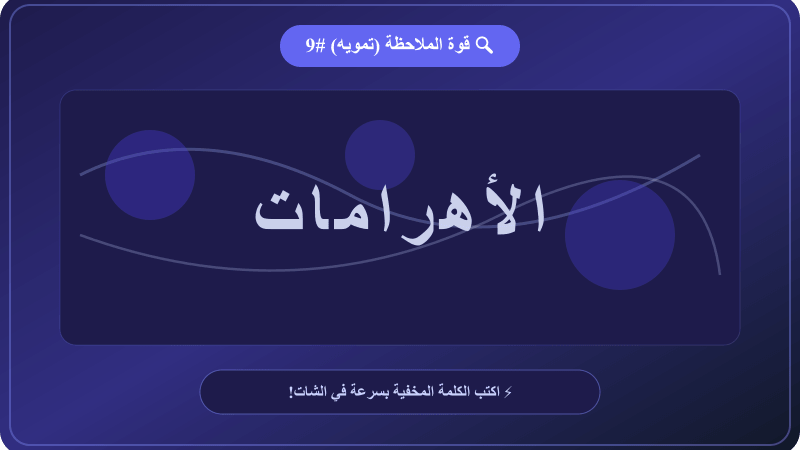 🔍 قوة الملاحظة (تمويه) #9
الأهرامات
⚡ اكتب الكلمة المخفية بسرعة في الشات!